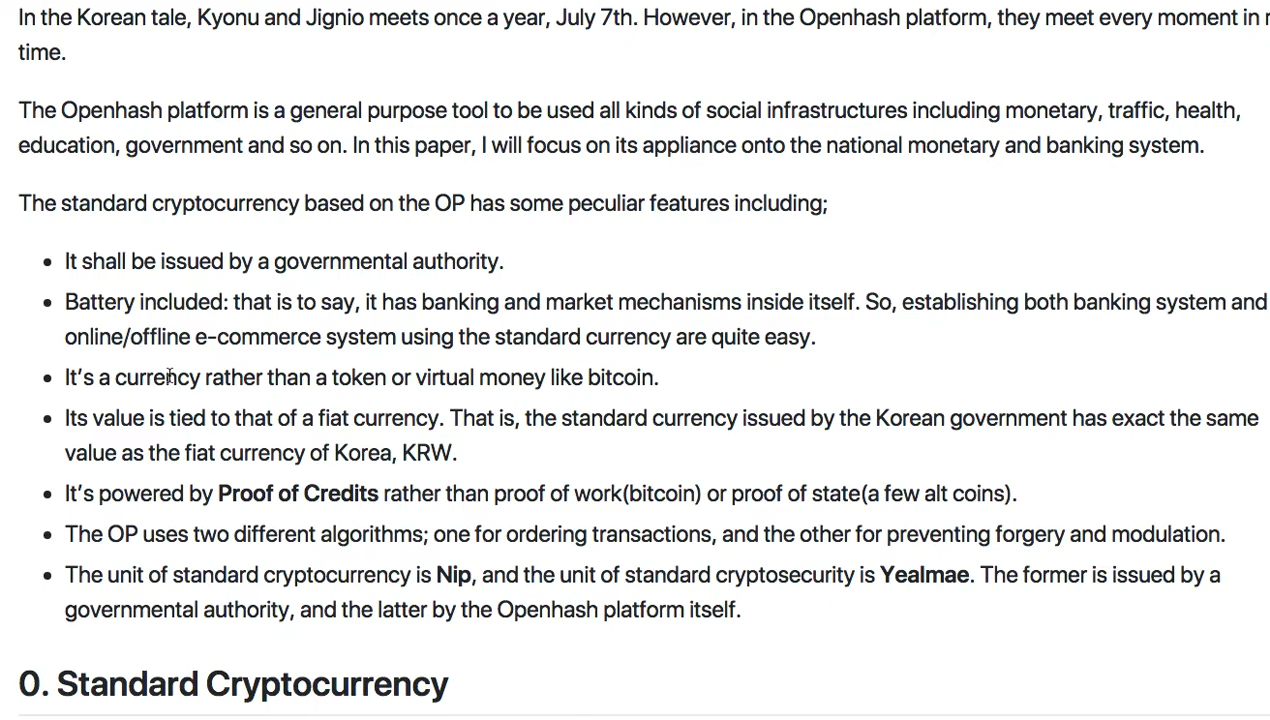 In the Korean tale, Kyonu and Jignio meets once a year, July 7th. However, in the Openhash platform, they meet every moment in
time.
The Openhash platform is a general purpose tool to be used all kinds of social infrastructures including monetary, traffic, health,
education, government and so on. In this paper, I will focus on its appliance onto the national monetary and banking system.
The standard cryptocurrency based on the OP has some peculiar features including;
• It shall be issued by a governmental authority.
• Battery included: that is to say, it has banking and market mechanisms inside itself. So, establishing both banking system and
online/offline e-commerce system using the standard currency are quite easy.
• It's a currency rather than a token or virtual money like bitcoin.
• Its value is tied to that of a fiat currency. That is, the standard currency issued by the Korean government has exact the same
value as the fiat currency of Korea, KRW.
• It's powered by Proof of Credits rather than proof of work(bitcoin) or proof of state(a few alt coins).
• The OP uses two different algorithms; one for ordering transactions, and the other for preventing forgery and modulation.
• The unit of standard cryptocurrency is Nip, and the unit of standard cryptosecurity is Yealmae. The former is issued by a
governmental authority, and the latter by the Openhash platform itself.
0. Standard Cryptocurrency